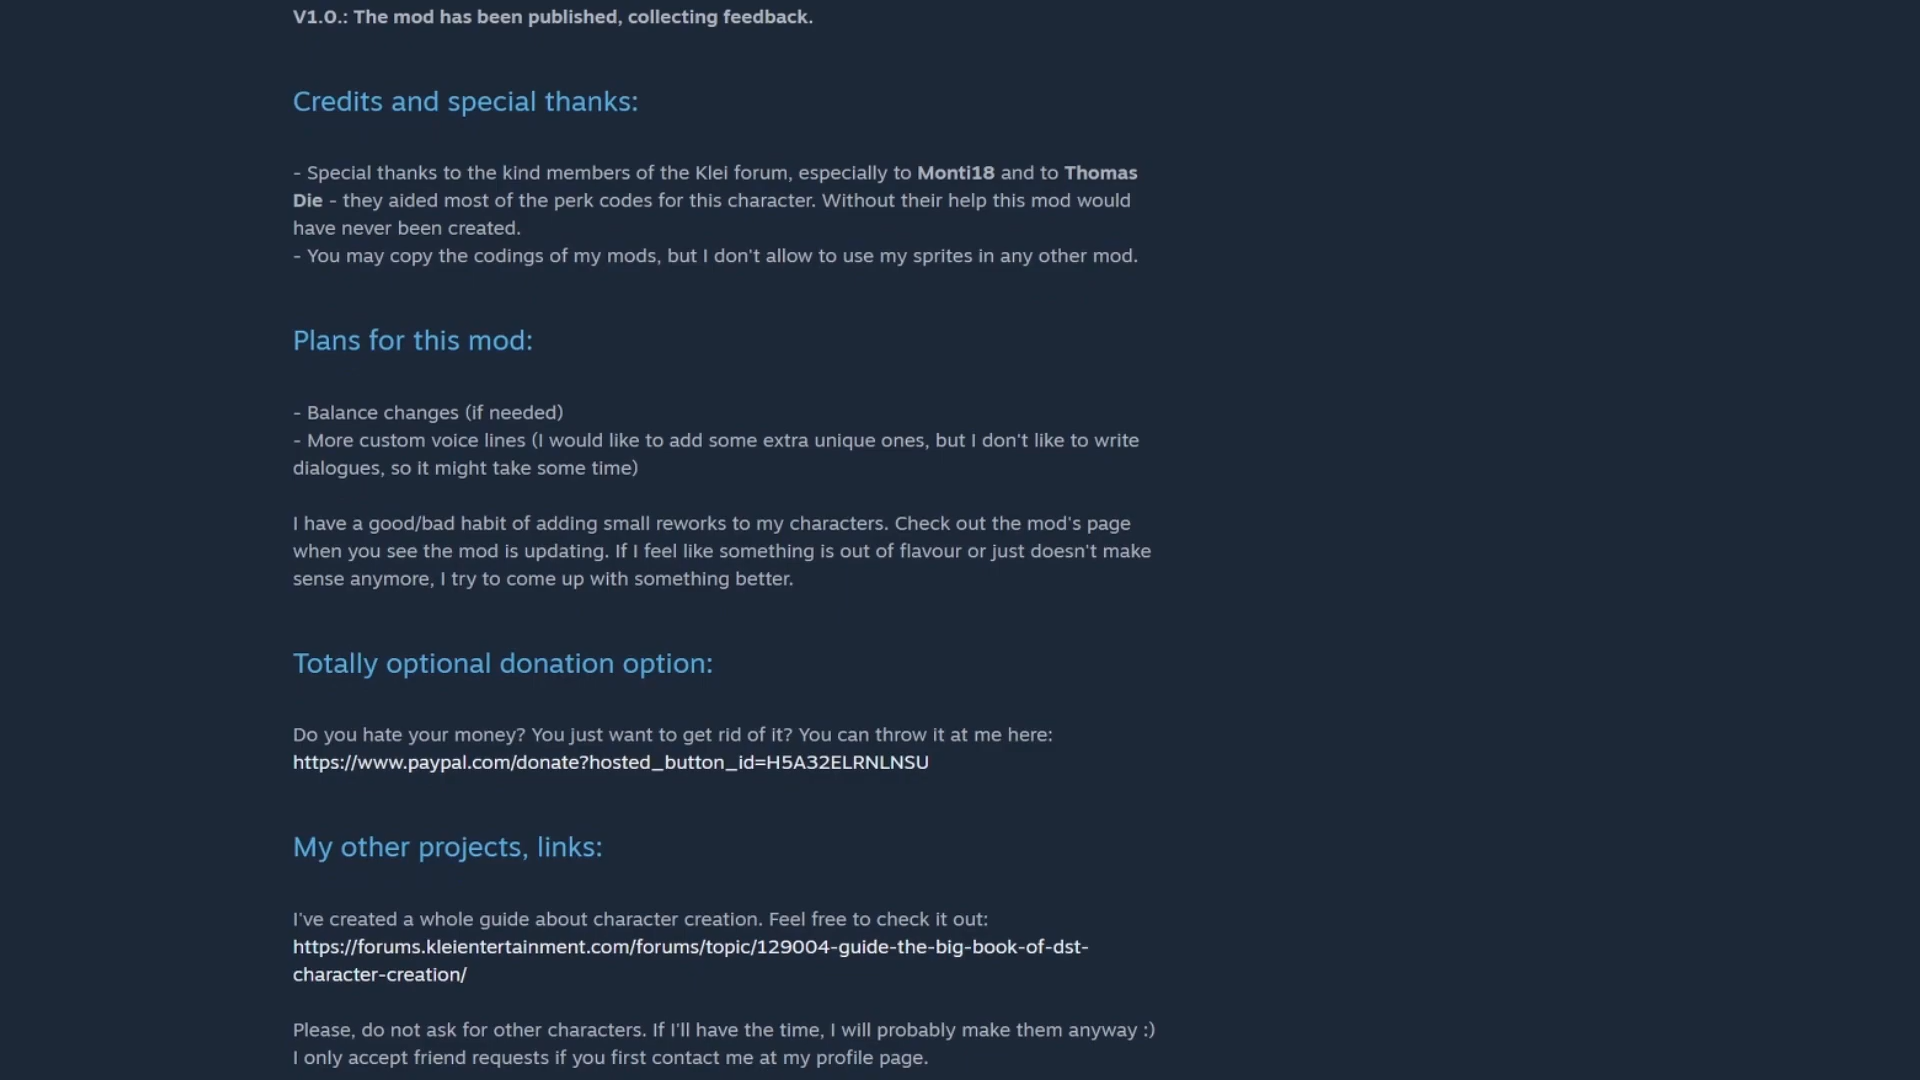 V1.0.: The mod has been published, collecting feedback.
Credits and special thanks:
- Special thanks to the kind members of the Klei forum, especially to Monti18 and to Thomas
Die - they aided most of the perk codes for this character. Without their help this mod would
have never been created.
- You may copy the codings of my mods, but I don't allow to use my sprites in any other mod.
Plans for this mod:
- Balance changes (if needed)
- More custom voice lines (I would like to add some extra unique ones, but I don't like to write
dialogues, so it might take some time)
I have a good/bad habit of adding small reworks to my characters. Check out the mod's page
when you see the mod is updating. If I feel like something is out of flavour or just doesn't make
sense anymore, I try to come up with something better.
Totally optional donation option:
Do you hate your money? You just want to get rid of it? You can throw it at me here:
https://www.paypal.com/donate?hosted_button_id=H5A32ELRNLNSU
My other projects, links:
I've created a whole guide about character creation. Feel free to check it out:
https://forums.kleientertainment.com/forums/topic/129004-guide-the-big-book-of-dst-
character-creation/
Please, do not ask for other characters. If I'll have the time, I will probably make them anyway :)
I only accept friend requests if you first contact me at my profile page.